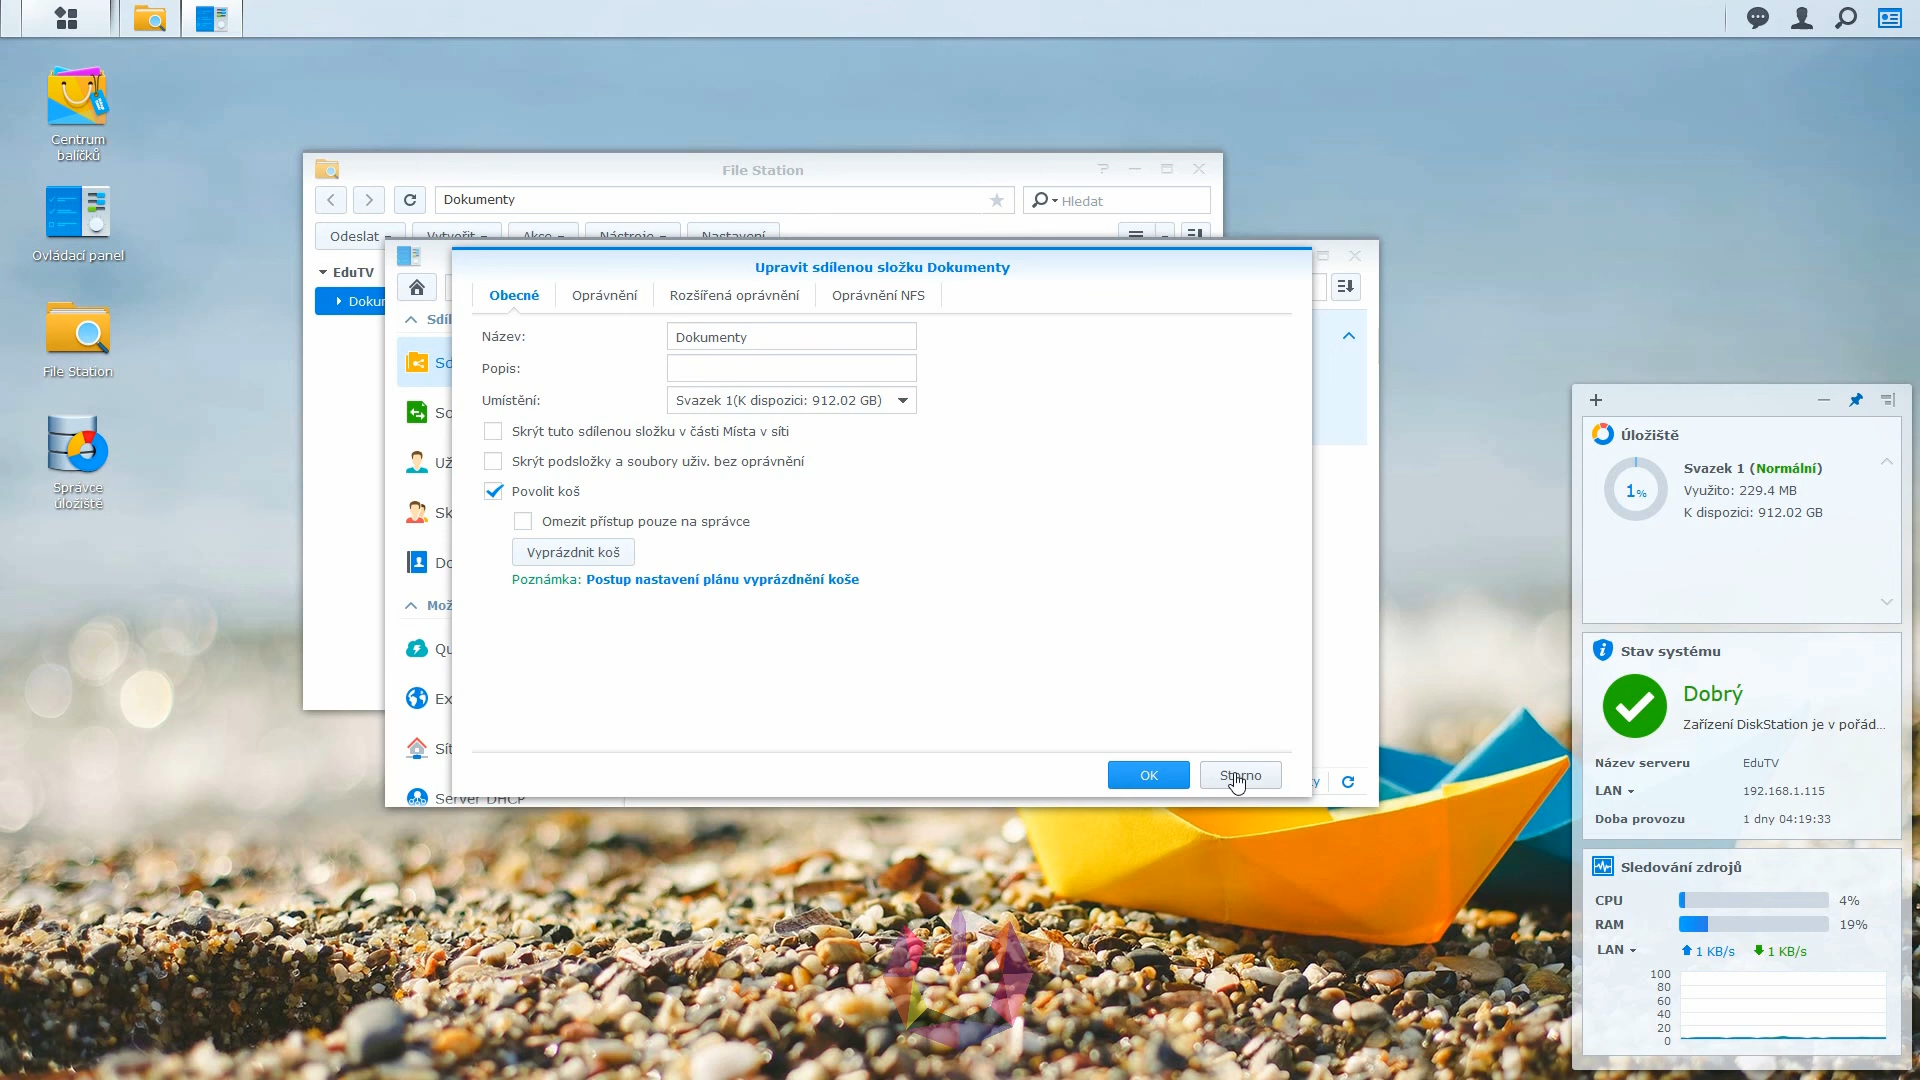 Centrum
balíčků
Ovládací panel
File Station
Správce
úložiště
File Station
Dokumenty
Hledat
Odeslat
Vytvořit
Akce
Nástroje
Nastavení
EduTV
Upravit sdílenou složku Dokumenty
Obecné
Oprávnění
Rozšířená oprávnění
Oprávnění NFS
Název:
Dokumenty
Popis:
Umístění:
Svazek 1(K dispozici: 912.02 GB)
Skrýt tuto sdílenou složku v části Místa v síti
Skrýt podsložky a soubory uživ. bez oprávnění
Povolit koš
Omezit přístup pouze na správce
Vyprázdnit koš
Poznámka: Postup nastavení plánu vyprázdnění koše
OK
Storno
Server DHCP
Úložiště
1%
Svazek 1 (Normální)
Využito: 229.4 MB
K dispozici: 912.02 GB
Stav systému
Dobrý
Zařízení DiskStation je v pořád...
Název serveru EduTV
LAN 192.168.1.115
Doba provozu 1 dny 04:19:33
Sledování zdrojů
CPU 4%
RAM 19%
LAN 1 KB/s 1 KB/s
100
80
60
40
20
0